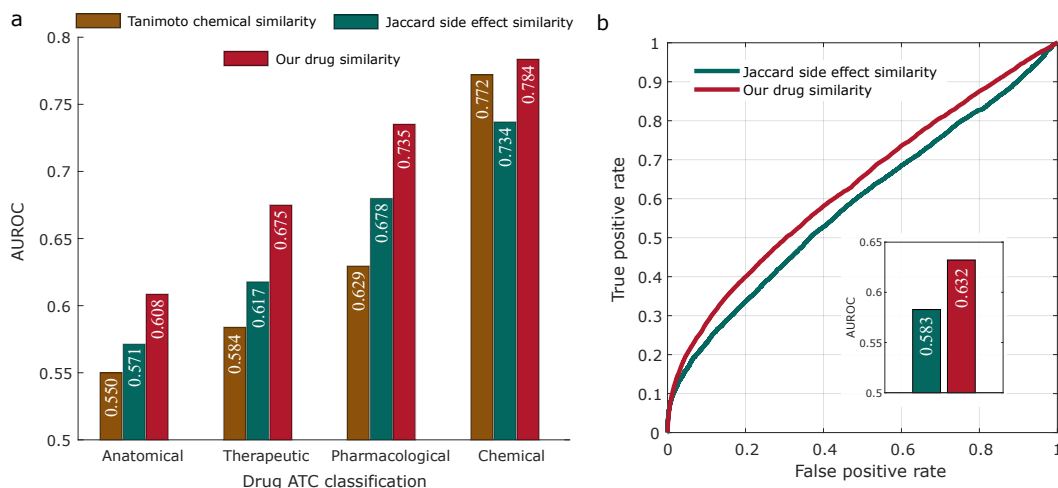 a
Tanimoto chemical similarity
Jaccard side effect similarity
Our drug similarity
0.8
0.75
0.7
0.65
0.6
0.55
0.5
AUROC
0.550
0.571
0.608
0.584
0.617
0.675
0.629
0.678
0.735
0.772
0.734
0.784
Anatomical
Therapeutic
Pharmacological
Chemical
Drug ATC classification
b
Jaccard side effect similarity
Our drug similarity
1
0.9
0.8
0.7
0.6
0.5
0.4
0.3
0.2
0.1
0
True positive rate
0.65
0.6
0.55
0.5
AUROC
0.583
0.632
0
0.2
0.4
0.6
0.8
1
False positive rate